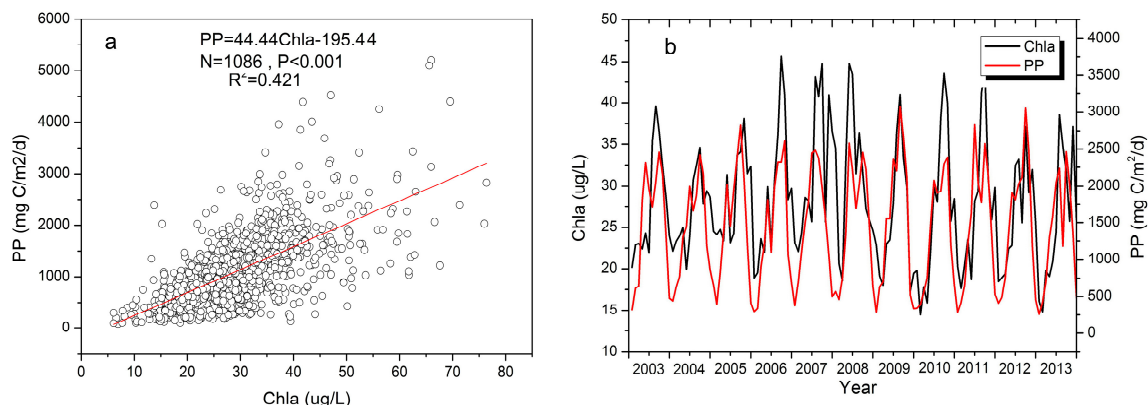 a
PP=44.44Chla-195.44
N=1086 , P<0.001
R²=0.421
6000
5000
4000
3000
2000
1000
0
PP (mg C/m2/d)
0 10 20 30 40 50 60 70 80
Chla (ug/L)
b
Chla
PP
50
45
40
35
30
25
20
15
10
Chla (ug/L)
4000
3500
3000
2500
2000
1500
1000
500
0
PP (mg C/m²/d)
2003 2004 2005 2006 2007 2008 2009 2010 2011 2012 2013
Year